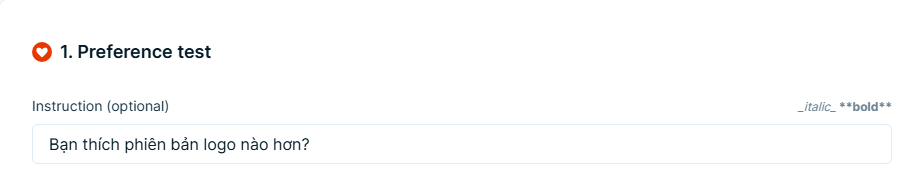 1. Preference test
Instruction (optional) _italic_ **bold**
Bạn thích phiên bản logo nào hơn?